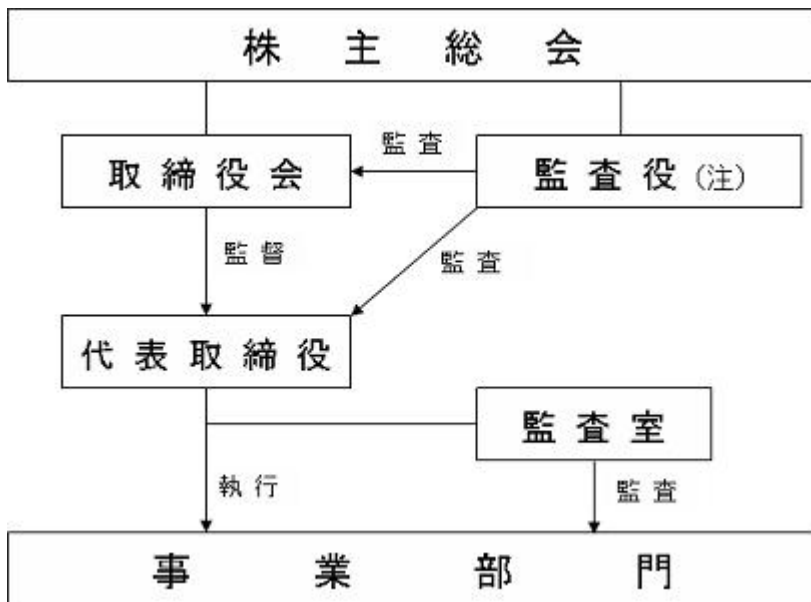 株主総会
監査
取締役会
監査役(注)
監督
監査
代表取締役
監査室
執行
監査
事業部門